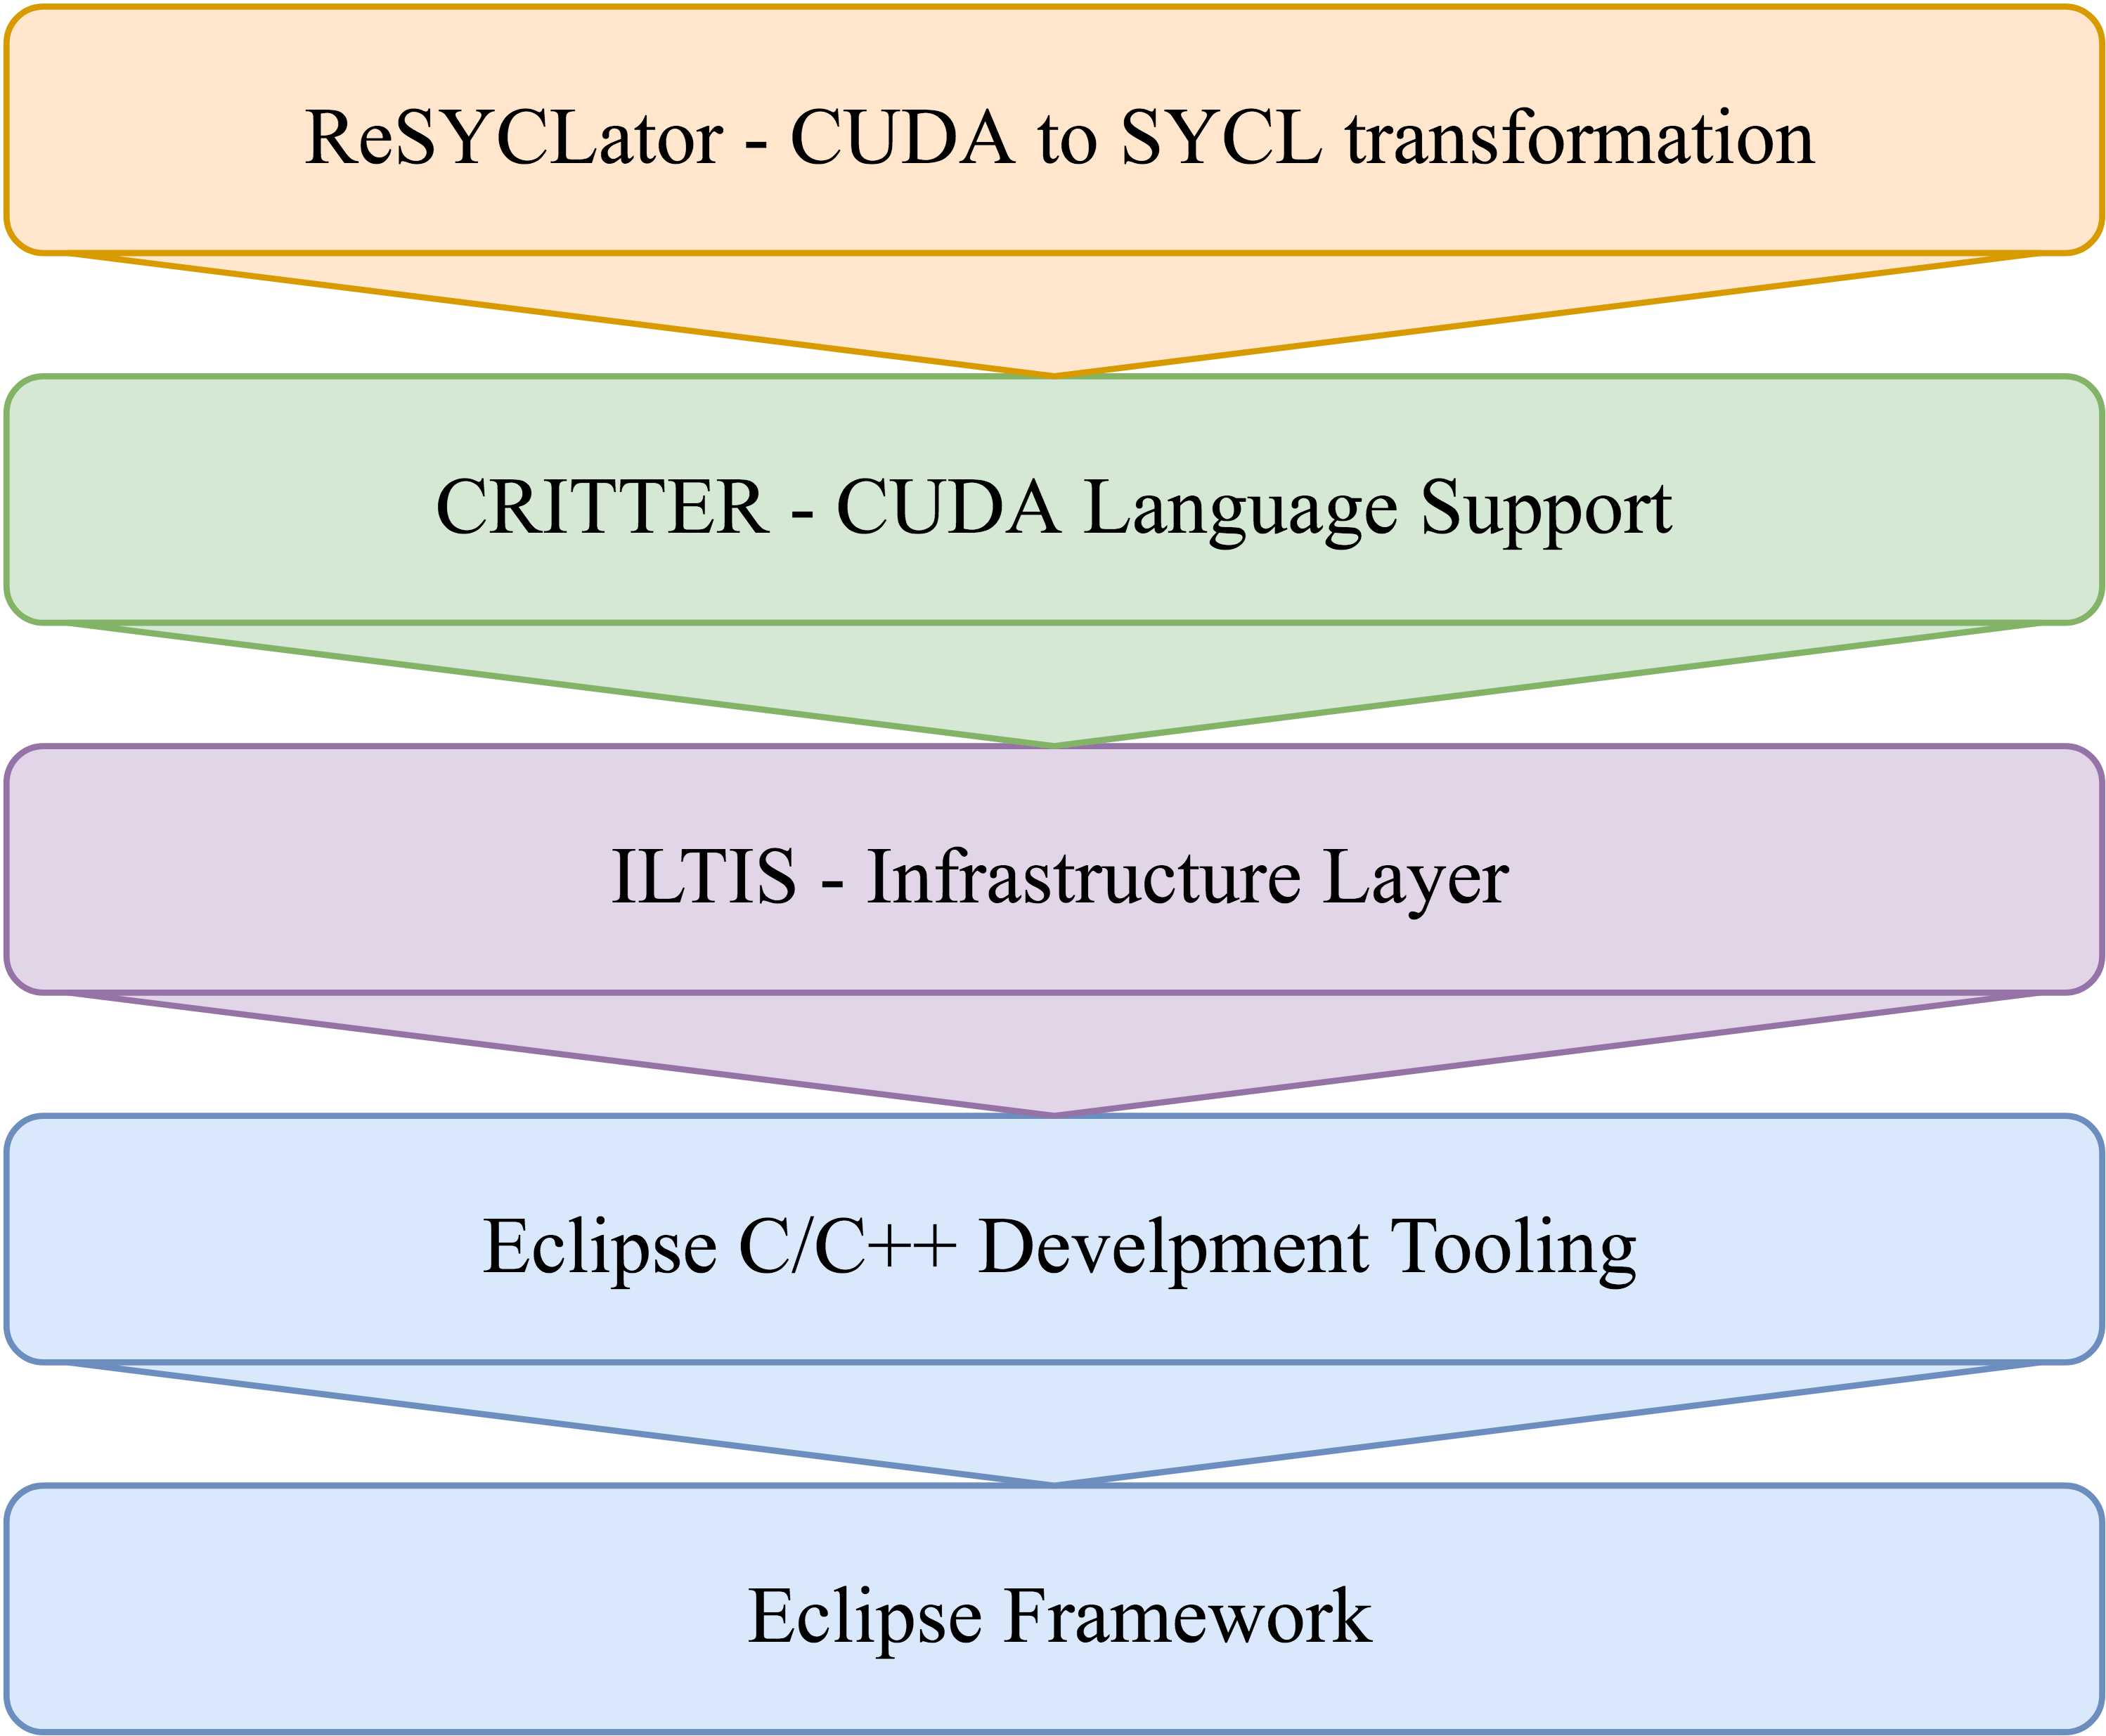 ReSYCLator - CUDA to SYCL transformation
CRITTER - CUDA Language Support
ILTIS - Infrastructure Layer
Eclipse C/C++ Develpment Tooling
Eclipse Framework